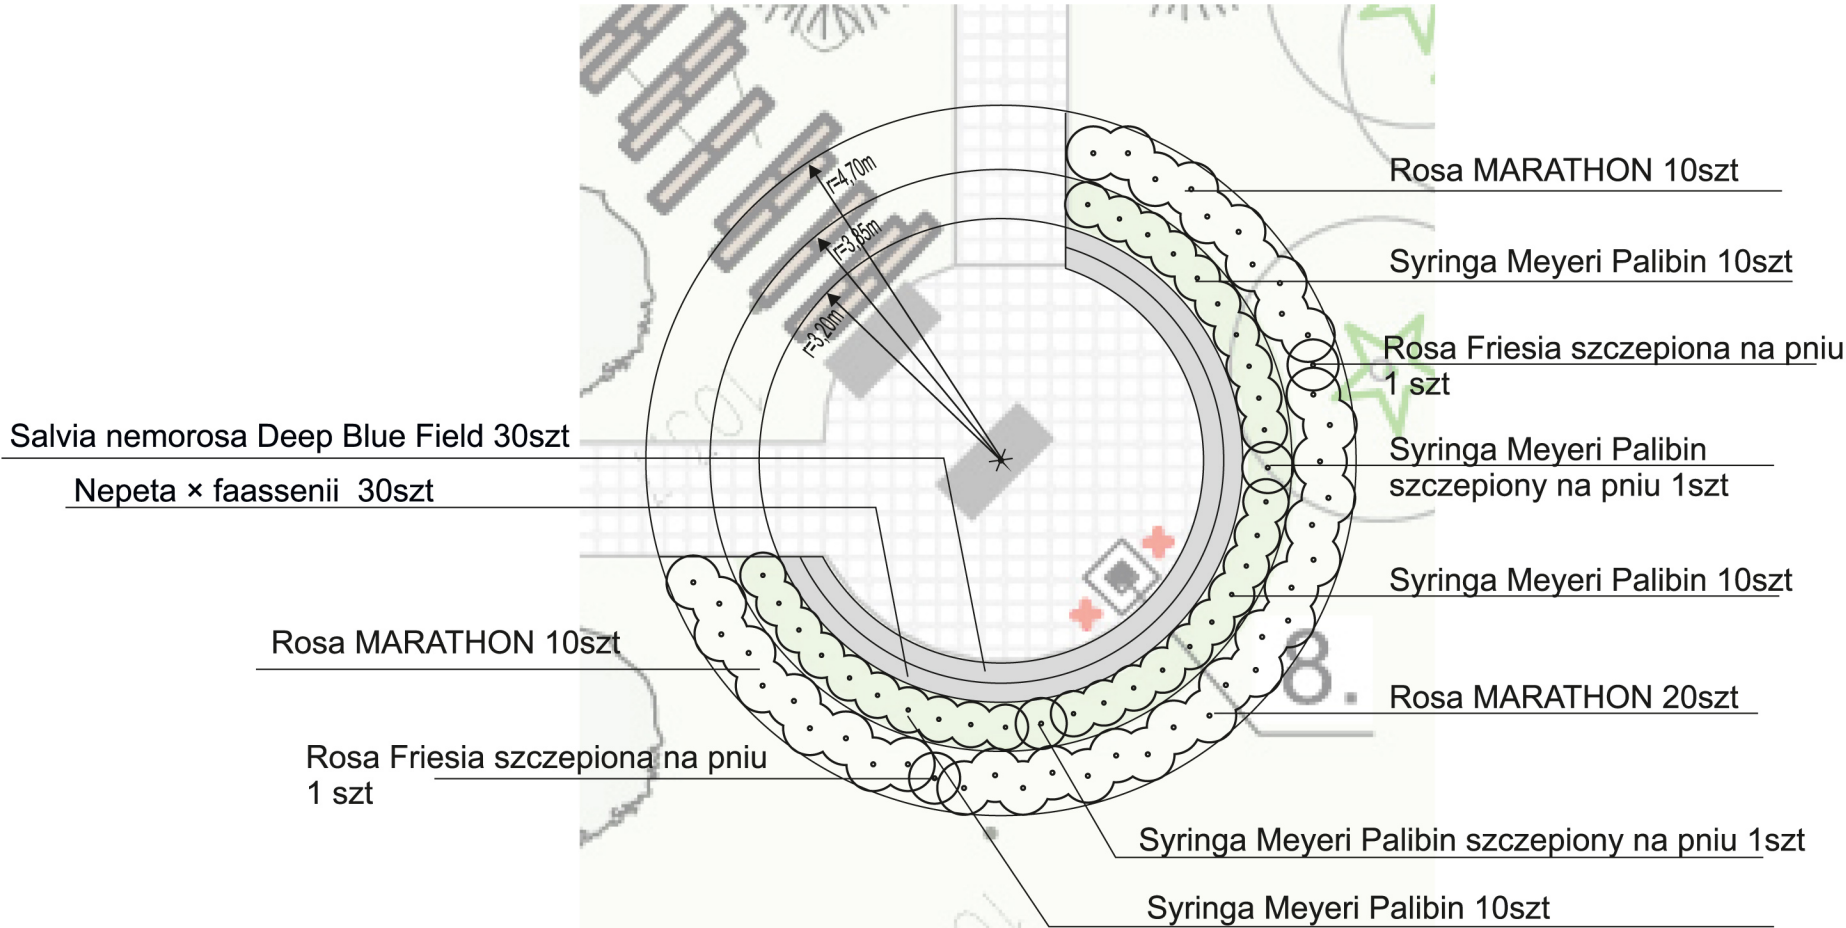 r=4,70m
r=3,85m
r=3,20m
Rosa MARATHON 10szt
Syringa Meyeri Palibin 10szt
Rosa Friesia szczepiona na pniu
1 szt
Salvia nemorosa Deep Blue Field 30szt
Syringa Meyeri Palibin
szczepiony na pniu 1szt
Nepeta × faassenii 30szt
Syringa Meyeri Palibin 10szt
Rosa MARATHON 10szt
8.
Rosa MARATHON 20szt
Rosa Friesia szczepiona na pniu
1 szt
Syringa Meyeri Palibin szczepiony na pniu 1szt
Syringa Meyeri Palibin 10szt